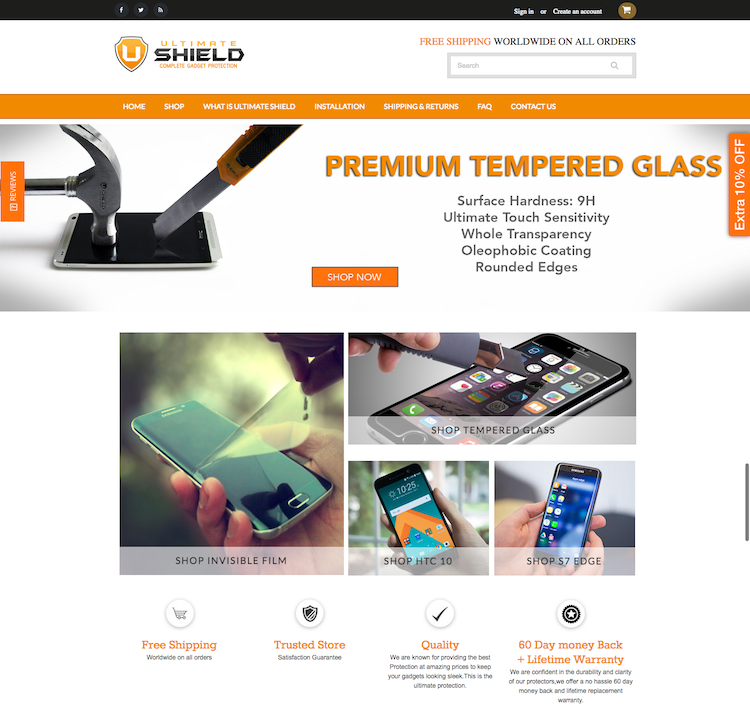 Sign in or Create an account
ULTIMATE
SHIELD
COMPLETE GADGET PROTECTION
FREE SHIPPING WORLDWIDE ON ALL ORDERS
Search
HOME SHOP WHAT IS ULTIMATE SHIELD INSTALLATION SHIPPING & RETURNS FAQ CONTACT US
REVIEWS
PREMIUM TEMPERED GLASS
Surface Hardness: 9H
Ultimate Touch Sensitivity
Whole Transparency
Oleophobic Coating
Rounded Edges
SHOP NOW
Extra 10% OFF
SHOP TEMPERED GLASS
10:25
SHOP INVISIBLE FILM
SHOP HTC 10
SHOP S7 EDGE
Free Shipping
Worldwide on all orders
Trusted Store
Satisfaction Guarantee
Quality
We are known for providing the best
Protection at amazing prices to keep
your gadgets looking sleek.This is the
ultimate protection.
60 Day money Back
+ Lifetime Warranty
We are confident in the durability and clarity
of our protectors,we offer a no hassle 60 day
money back and lifetime replacement
warranty.